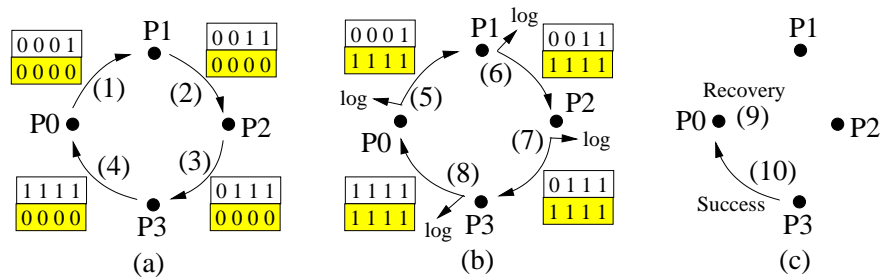 P1
0 0 0 1
0 0 0 0
0 0 1 1
0 0 0 0
(1)
(2)
P0
P2
(4)
(3)
1 1 1 1
0 0 0 0
0 1 1 1
0 0 0 0
P3
(a)
P1
log
0 0 0 1
1 1 1 1
0 0 1 1
1 1 1 1
(6)
log
(5)
P2
P0
(7)
log
(8)
1 1 1 1
1 1 1 1
0 1 1 1
1 1 1 1
log
P3
(b)
P1
Recovery
P0
(9)
P2
(10)
Success
P3
(c)